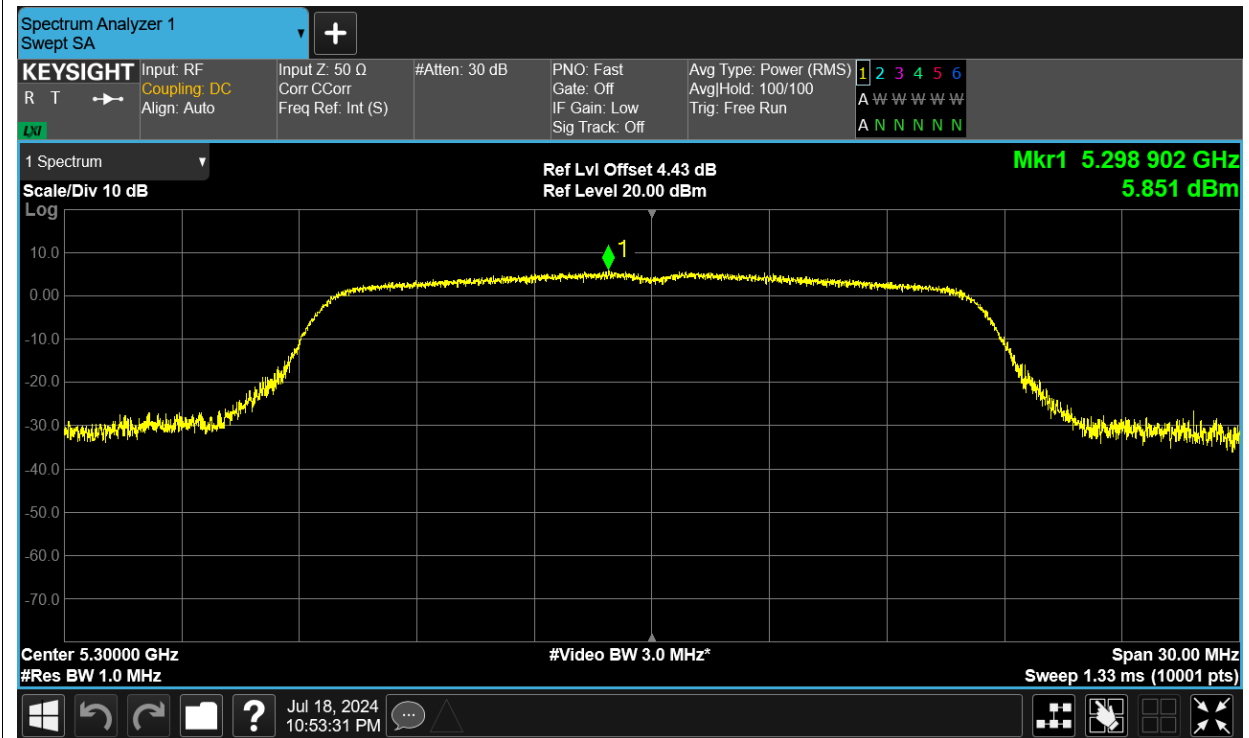 Spectrum Analyzer 1
Swept SA
KEYSIGHT
R T
LXI
Input: RF
Coupling: DC
Align: Auto
Input Z: 50 Ω
Corr CCorr
Freq Ref: Int (S)
#Atten: 30 dB
PNO: Fast
Gate: Off
IF Gain: Low
Sig Track: Off
Avg Type: Power (RMS)
Avg|Hold: 100/100
Trig: Free Run
1 2 3 4 5 6
A W W W W W
A N N N N N
1 Spectrum
Scale/Div 10 dB
Log
Ref Lvl Offset 4.43 dB
Ref Level 20.00 dBm
Mkr1 5.298 902 GHz
5.851 dBm
1
10.0
0.00
-10.0
-20.0
-30.0
-40.0
-50.0
-60.0
-70.0
Center 5.30000 GHz
#Res BW 1.0 MHz
#Video BW 3.0 MHz*
Span 30.00 MHz
Sweep 1.33 ms (10001 pts)
?
Jul 18, 2024
10:53:31 PM